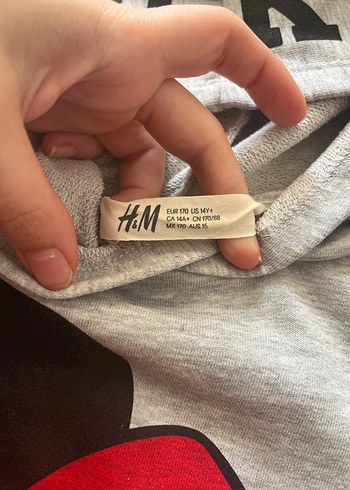 H&M
EUR 170 US 14Y+
CA 14A+ CN 170/88
MX 170 AUS 15